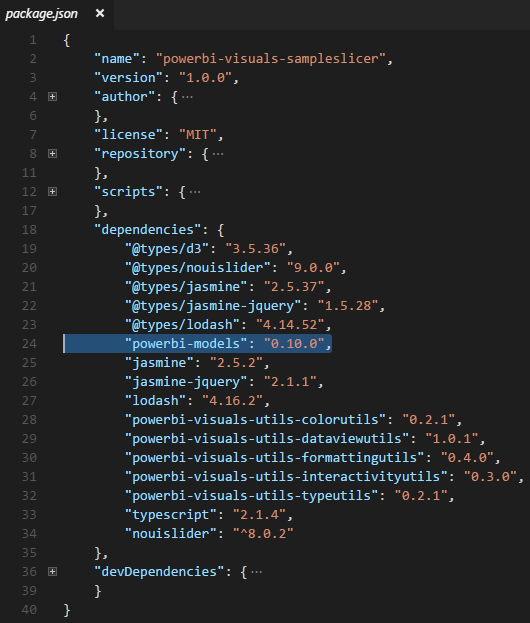 package.json ×
1 {
2 "name": "powerbi-visuals-sampleslicer",
3 "version": "1.0.0",
4 "author": {···
6 },
7 "license": "MIT",
8 "repository": {···
11 },
12 "scripts": {···
17 },
18 "dependencies": {
19 "@types/d3": "3.5.36",
20 "@types/nouislider": "9.0.0",
21 "@types/jasmine": "2.5.37",
22 "@types/jasmine-jquery": "1.5.28",
23 "@types/lodash": "4.14.52",
24 "powerbi-models": "0.10.0",
25 "jasmine": "2.5.2",
26 "jasmine-jquery": "2.1.1",
27 "lodash": "4.16.2",
28 "powerbi-visuals-utils-colorutils": "0.2.1",
29 "powerbi-visuals-utils-dataviewutils": "1.0.1",
30 "powerbi-visuals-utils-formattingutils": "0.4.0",
31 "powerbi-visuals-utils-interactivityutils": "0.3.0",
32 "powerbi-visuals-utils-typeutils": "0.2.1",
33 "typescript": "2.1.4",
34 "nouislider": "^8.0.2"
35 },
36 "devDependencies": {···
39 }
40 }